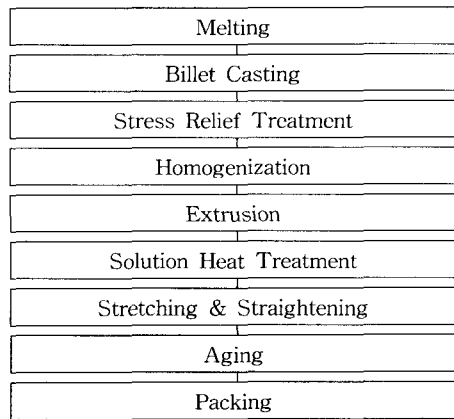 Melting
Billet Casting
Stress Relief Treatment
Homogenization
Extrusion
Solution Heat Treatment
Stretching & Straightening
Aging
Packing